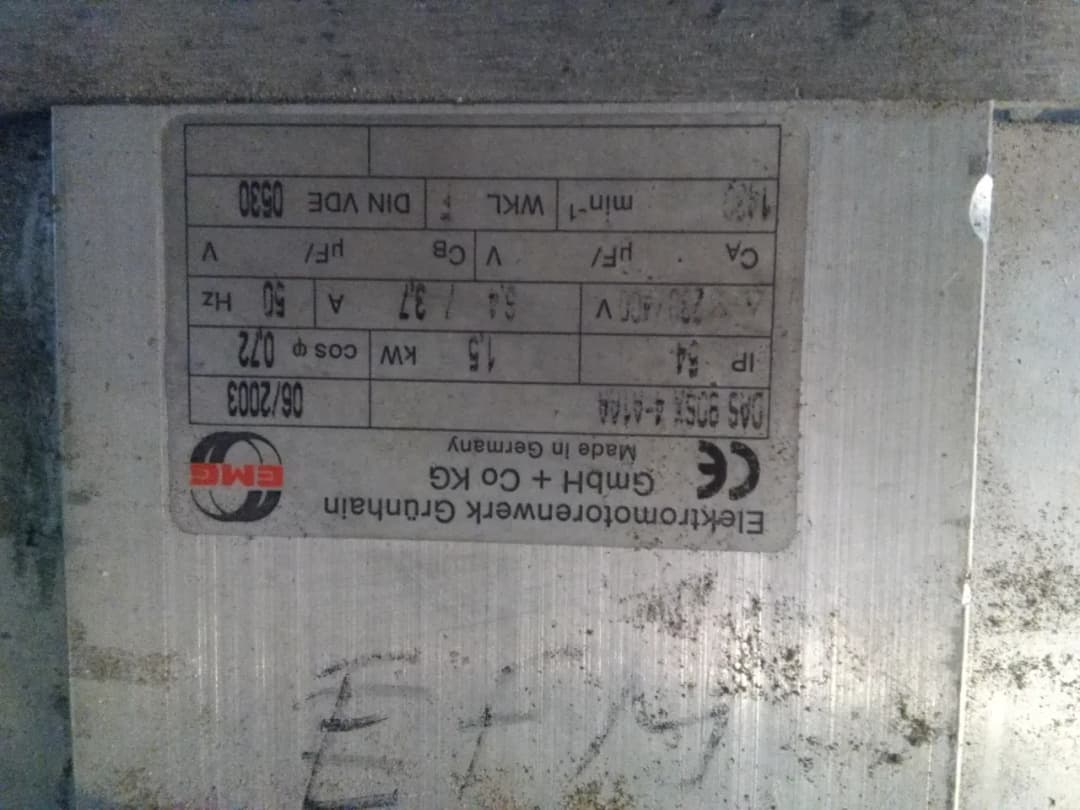 Elektromotorenwerk Grünhain
GmbH + Co KG
Made in Germany
CE
EMG
06/2003
IP 54 1,5 kW cos φ 0,72
230/400 V 6,4 / 3,7 A 50 Hz
CA µF/ V CB µF/ V
min-1 WKL DIN VDE 0530